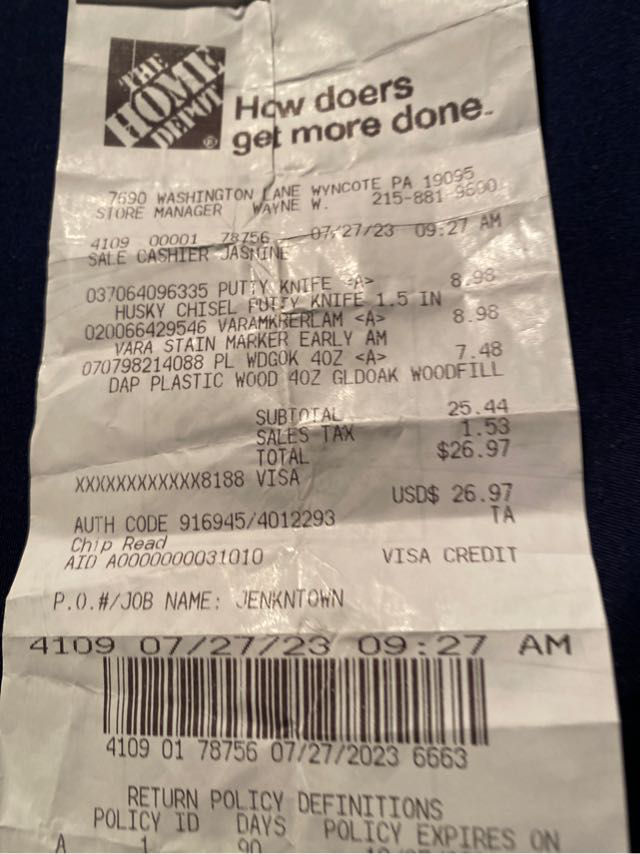 THE
HOME
DEPOT
®
How doers
get more done.
7690 WASHINGTON LANE WYNCOTE PA 19095
STORE MANAGER WAYNE W. 215-881-9600
4109 00001 78756 07/27/23 09:27 AM
SALE CASHIER JASMINE
037064096335 PUTTY KNIFE <A> 8.98
HUSKY CHISEL PUTTY KNIFE 1.5 IN
020066429546 VARAMKRERLAM <A> 8.98
VARA STAIN MARKER EARLY AM
070798214088 PL WDGOK 4OZ <A> 7.48
DAP PLASTIC WOOD 4OZ GLDOAK WOODFILL
SUBTOTAL 25.44
SALES TAX 1.53
TOTAL $26.97
XXXXXXXXXXXX8188 VISA
USD$ 26.97
AUTH CODE 916945/4012293 TA
Chip Read
AID A0000000031010 VISA CREDIT
P.O.#/JOB NAME: JENKNTOWN
4109 07/27/23 09:27 AM
4109 01 78756 07/27/2023 6663
RETURN POLICY DEFINITIONS
POLICY ID DAYS POLICY EXPIRES ON
A 1 90